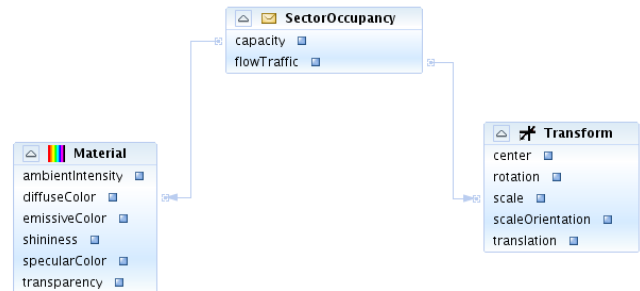 SectorOccupancy
capacity
flowTraffic
Material
ambientIntensity
diffuseColor
emissiveColor
shininess
specularColor
transparency
Transform
center
rotation
scale
scaleOrientation
translation